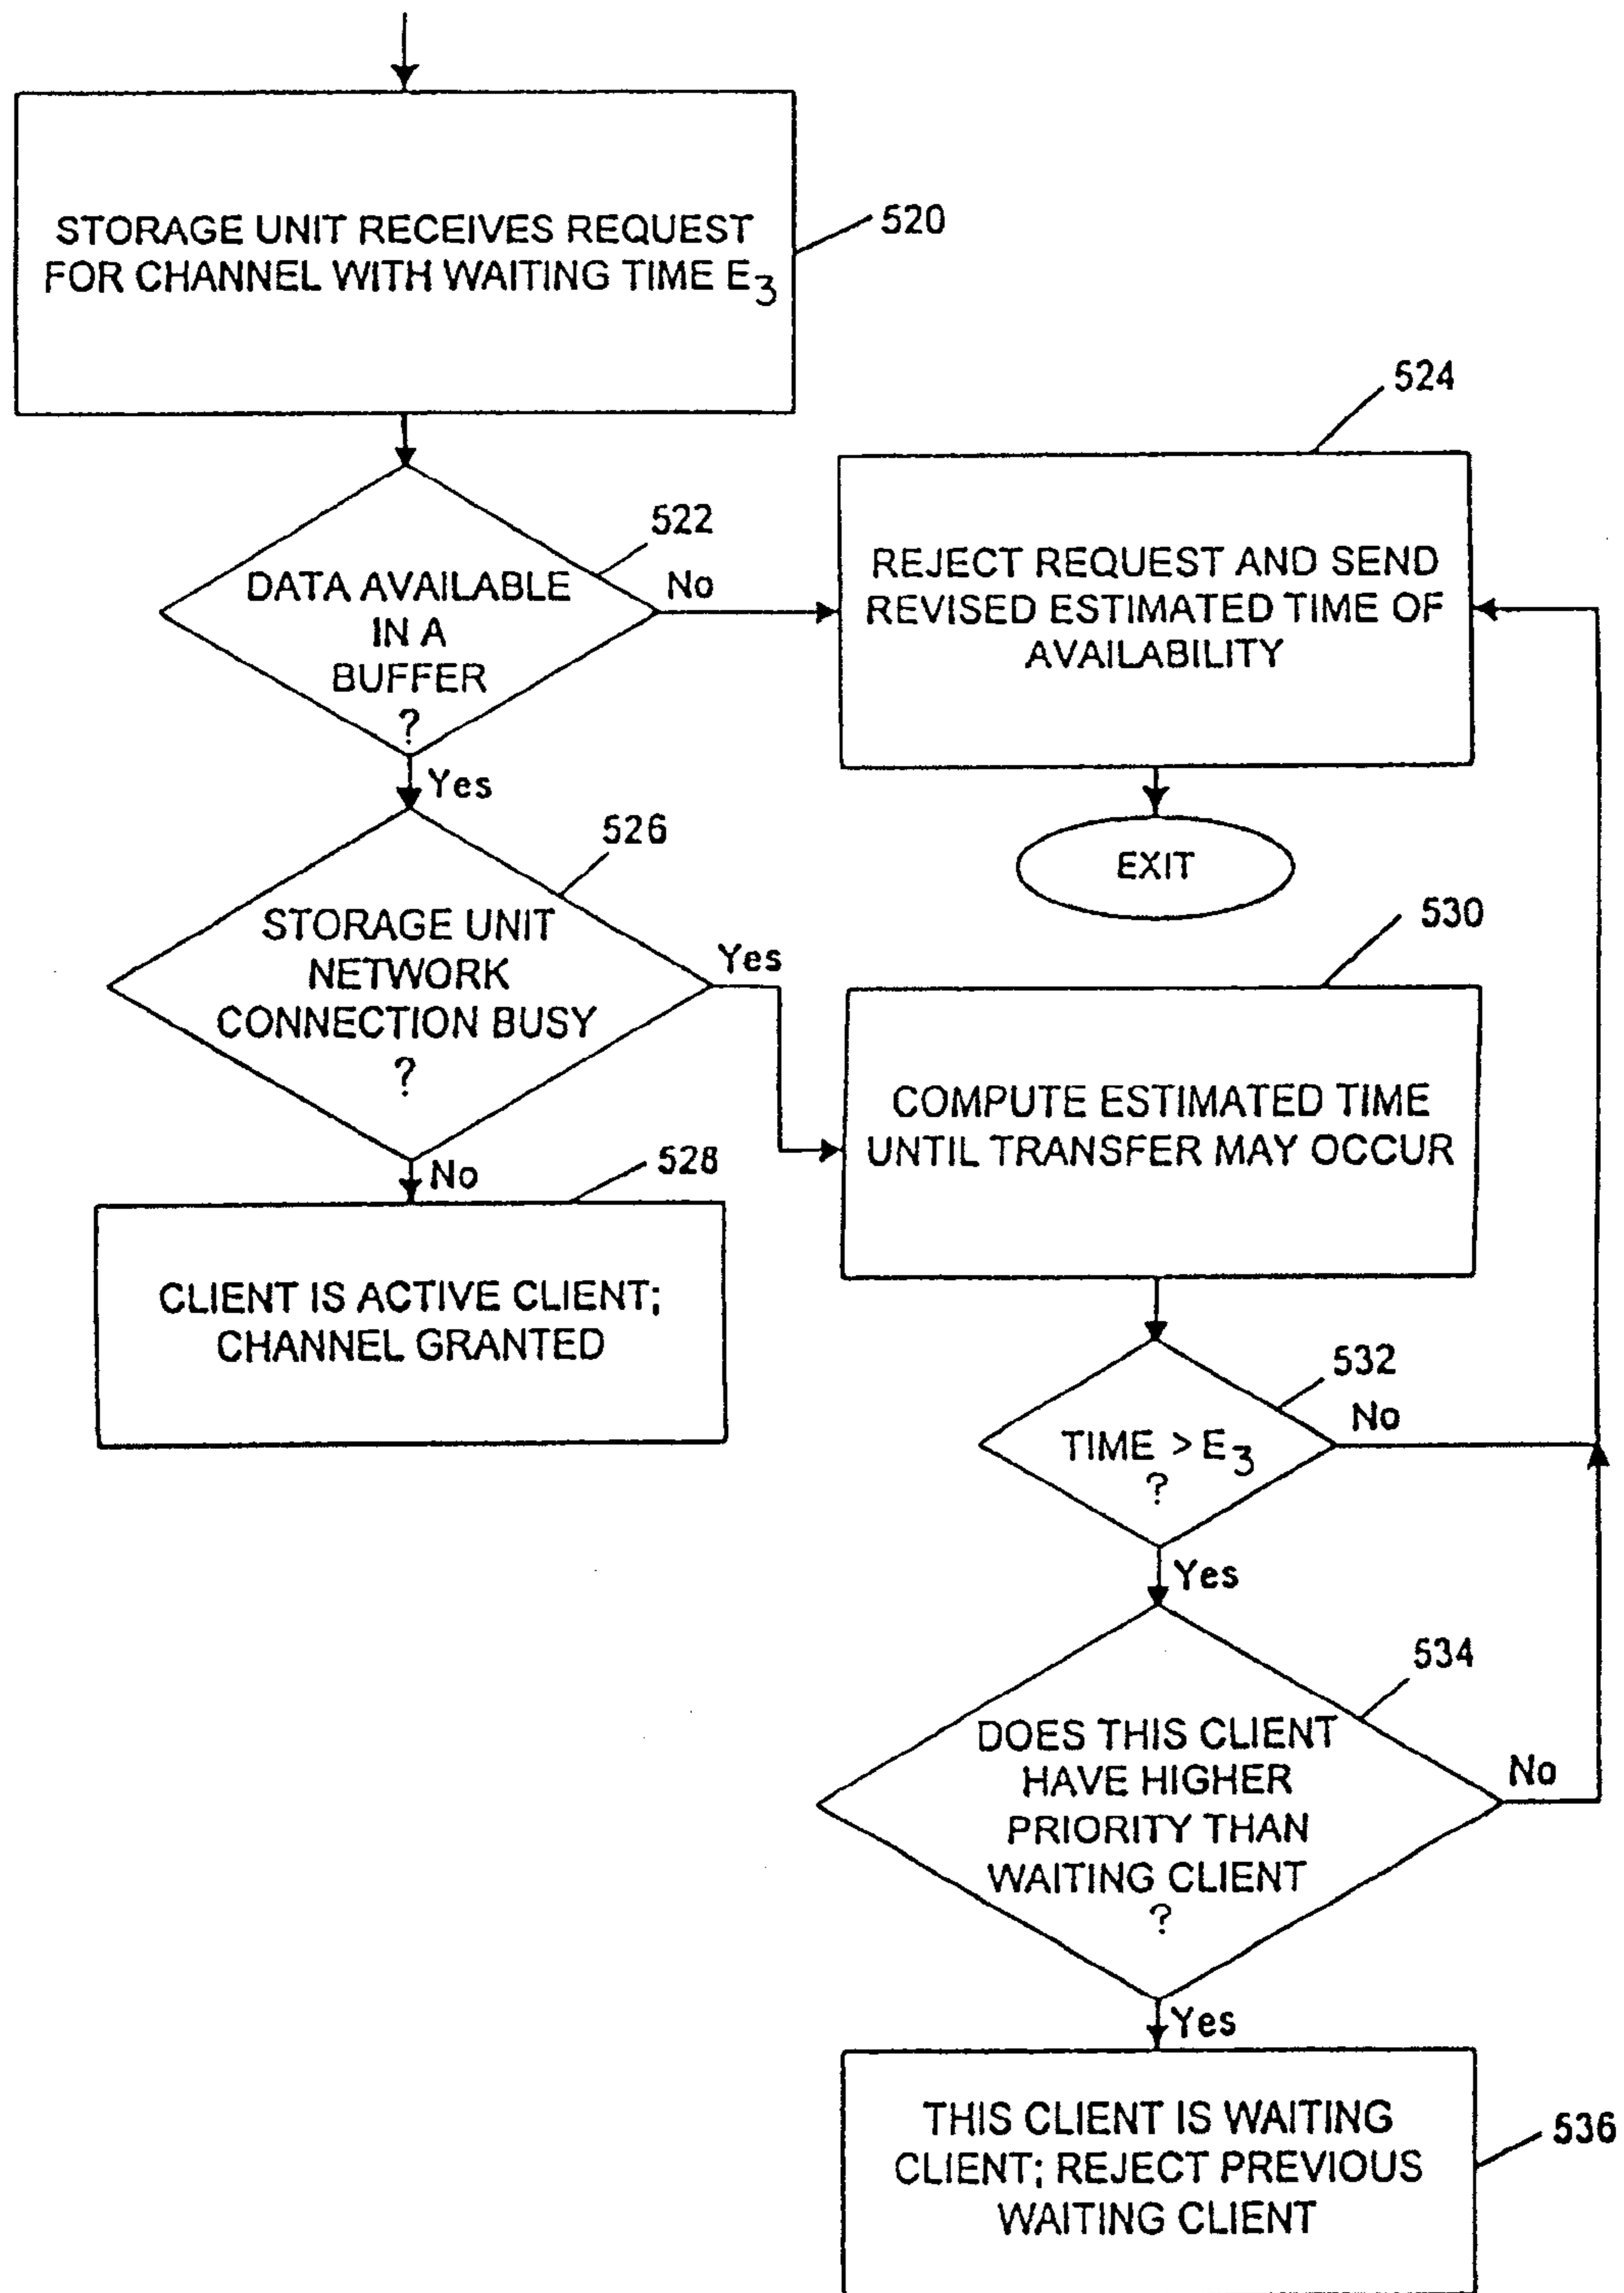 STORAGE UNIT RECEIVES REQUEST
FOR CHANNEL WITH WAITING TIME E3
520
DATA AVAILABLE
IN A
BUFFER
?
522
No
Yes
524
REJECT REQUEST AND SEND
REVISED ESTIMATED TIME OF
AVAILABILITY
EXIT
526
STORAGE UNIT
NETWORK
CONNECTION BUSY
?
Yes
No
528
CLIENT IS ACTIVE CLIENT;
CHANNEL GRANTED
530
COMPUTE ESTIMATED TIME
UNTIL TRANSFER MAY OCCUR
532
TIME > E3
?
No
Yes
534
DOES THIS CLIENT
HAVE HIGHER
PRIORITY THAN
WAITING CLIENT
?
No
Yes
THIS CLIENT IS WAITING
CLIENT; REJECT PREVIOUS
WAITING CLIENT
536